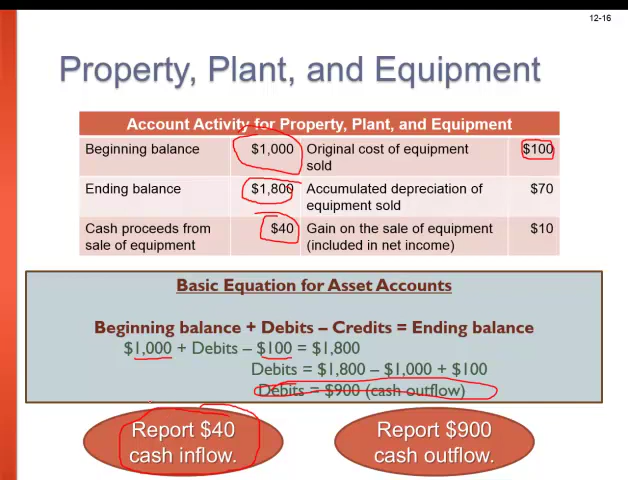 12-16
Property, Plant, and Equipment
Account Activity for Property, Plant, and Equipment
Beginning balance $1,000 Original cost of equipment sold $100
Ending balance $1,800 Accumulated depreciation of equipment sold $70
Cash proceeds from sale of equipment $40 Gain on the sale of equipment (included in net income) $10
Basic Equation for Asset Accounts
Beginning balance + Debits – Credits = Ending balance
$1,000 + Debits – $100 = $1,800
Debits = $1,800 – $1,000 + $100
Debits = $900 (cash outflow)
Report $40
cash inflow.
Report $900
cash outflow.